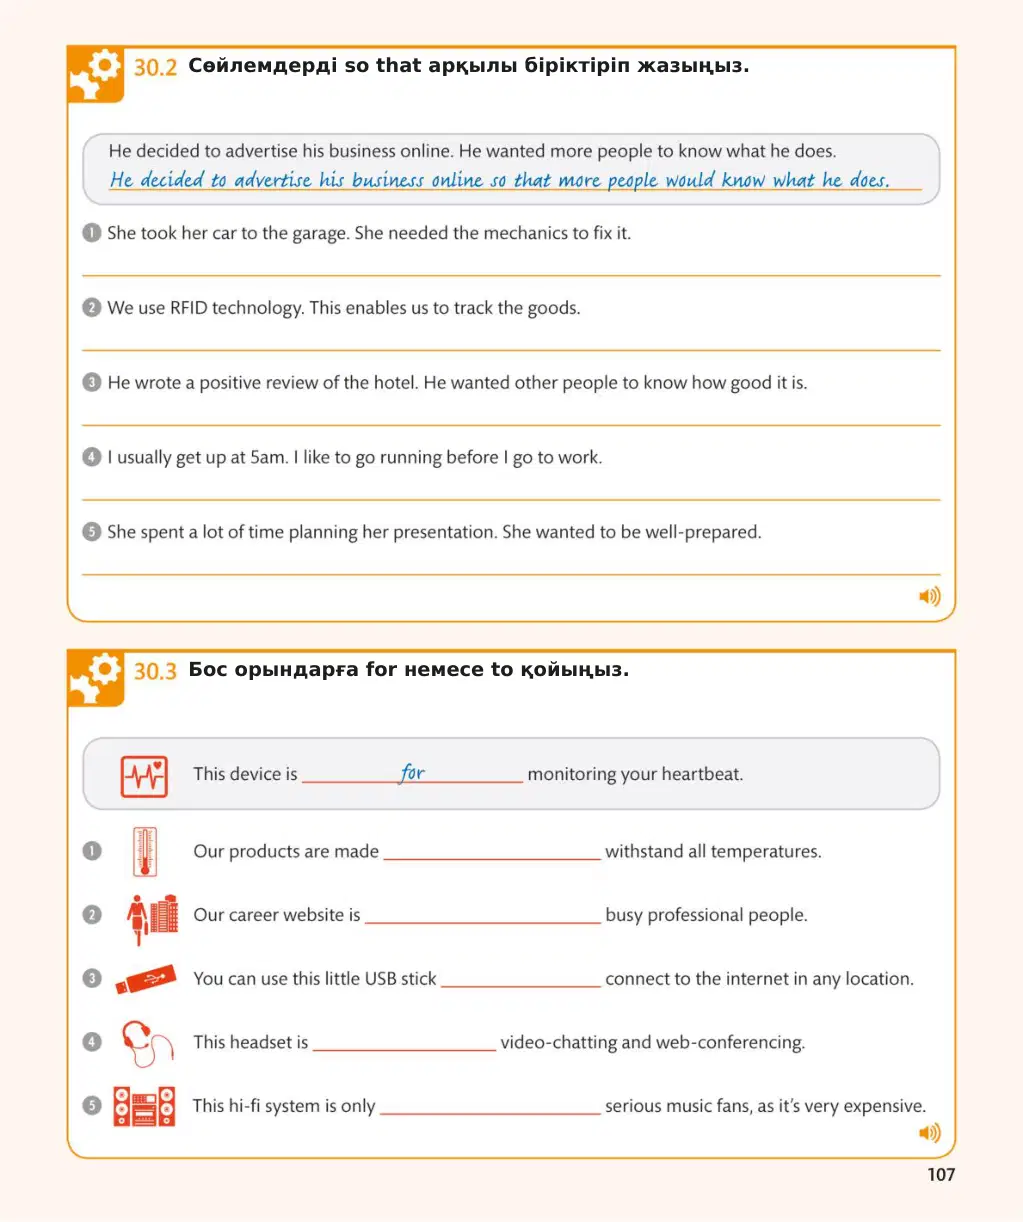 30.2 Сөйлемдерді so that арқылы біріктіріп жазыңыз.
He decided to advertise his business online. He wanted more people to know what he does.
He decided to advertise his business online so that more people would know what he does.
1 She took her car to the garage. She needed the mechanics to fix it.
2 We use RFID technology. This enables us to track the goods.
3 He wrote a positive review of the hotel. He wanted other people to know how good it is.
4 I usually get up at 5am. I like to go running before I go to work.
5 She spent a lot of time planning her presentation. She wanted to be well-prepared.
30.3 Бос орындарға for немесе to қойыңыз.
This device is for monitoring your heartbeat.
1 Our products are made withstand all temperatures.
2 Our career website is busy professional people.
3 You can use this little USB stick connect to the internet in any location.
4 This headset is video-chatting and web-conferencing.
5 This hi-fi system is only serious music fans, as it's very expensive.
107